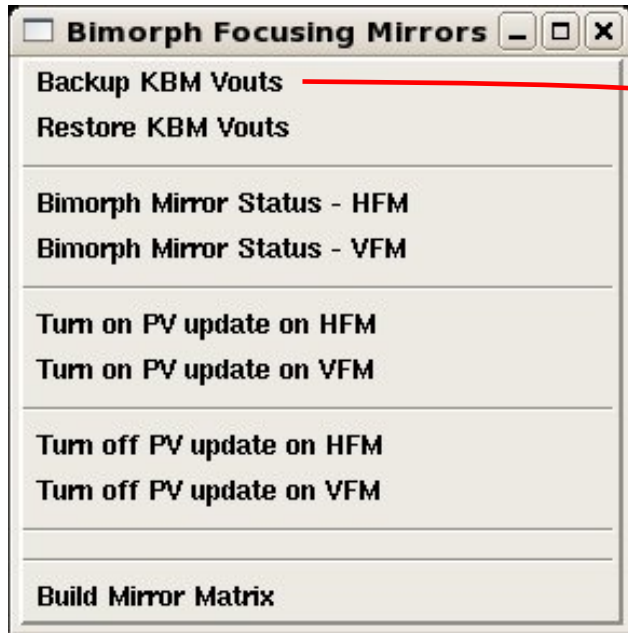 Bimorph Focusing Mirrors
Backup KBM Vouts
Restore KBM Vouts
Bimorph Mirror Status - HFM
Bimorph Mirror Status - VFM
Turn on PV update on HFM
Turn on PV update on VFM
Turn off PV update on HFM
Turn off PV update on VFM
Build Mirror Matrix